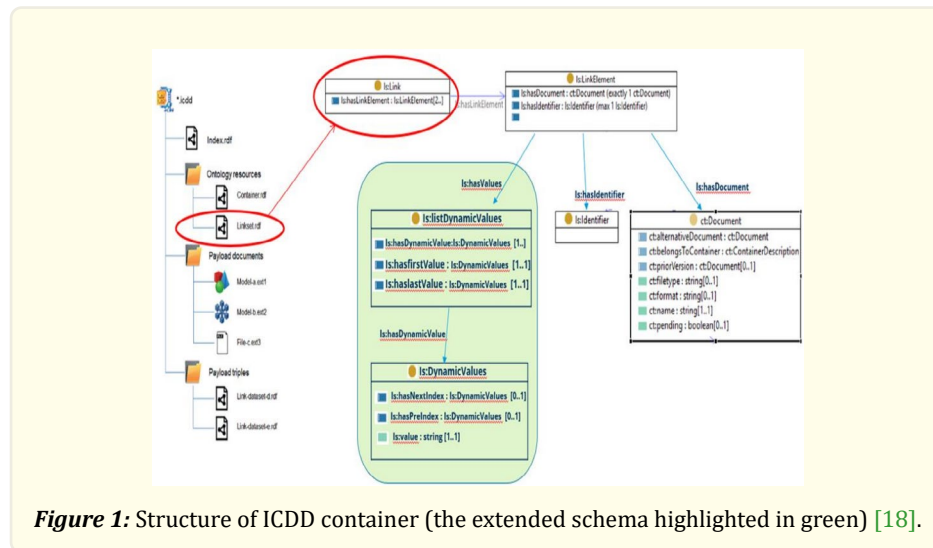 *.icdd
Index.rdf
Ontology resources
Container.rdf
Linkset.rdf
Payload documents
Model-a.ext1
Model-b.ext2
File-c.ext3
Payload triples
Link-dataset-d.rdf
Link-dataset-e.rdf
ls:Link
ls:hasLinkElement : ls:LinkElement[2..]
ls:hasLinkElement
ls:LinkElement
ls:hasDocument : ct:Document (exactly 1 ct:Document)
ls:hasIdentifier : ls:Identifier (max 1 ls:Identifier)
ls:hasValues
ls:hasIdentifier
ls:hasDocument
ls:listDynamicValues
ls:hasDynamicValue:ls:DynamicValues [1..]
ls:hasfirstValue : ls:DynamicValues [1..1]
ls:haslastValue : ls:DynamicValues [1..1]
ls:hasDynamicValue
ls:DynamicValues
ls:hasNextIndex : ls:DynamicValues [0..1]
ls:hasPreIndex : ls:DynamicValues [0..1]
ls:value : string [1..1]
ls:Identifier
ct:Document
ct:alternativeDocument : ct:Document
ct:belongsToContainer : ct:ContainerDescription
ct:priorVersion : ct:Document[0..1]
ct:filetype : string[0..1]
ct:format : string[0..1]
ct:name : string[1..1]
ct:pending : boolean[0..1]
Figure 1: Structure of ICDD container (the extended schema highlighted in green) [18].